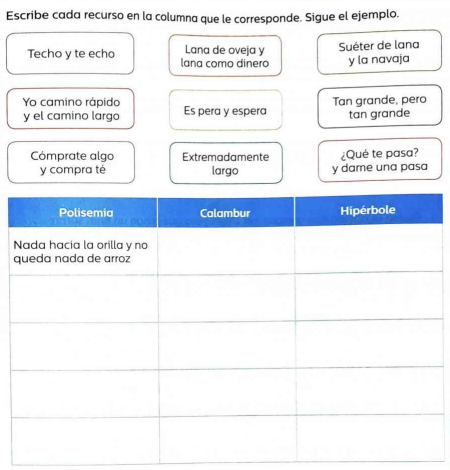 Escribe cada recurso en la columna que le corresponde. Sigue el ejemplo.
Techo y te echo
Lana de oveja y
lana como dinero
Suéter de lana
y la navaja
Yo camino rápido
y el camino largo
Es pera y espera
Tan grande, pero
tan grande
Cómprate algo
y compra té
Extremadamente
largo
¿Qué te pasa?
y dame una pasa
Polisemia
Calambur
Hipérbole
Nada hacia la orilla y no
queda nada de arroz